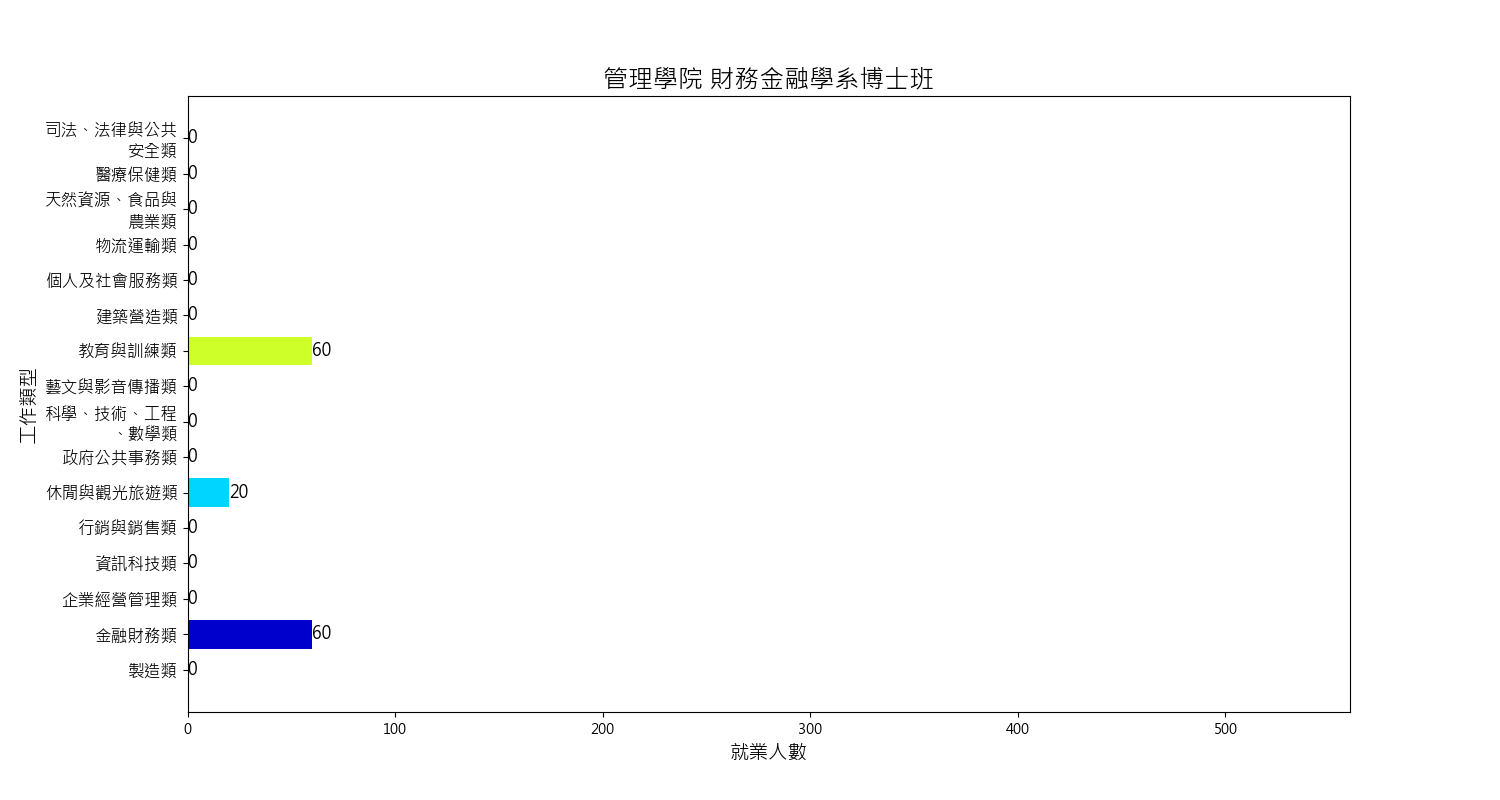 管理學院 財務金融學系博士班
工作類型
司法、法律與公共
安全類
0
醫療保健類
0
天然資源、食品與
農業類
0
物流運輸類
0
個人及社會服務類
0
建築營造類
0
教育與訓練類
60
藝文與影音傳播類
0
科學、技術、工程
、數學類
0
政府公共事務類
0
休閒與觀光旅遊類
20
行銷與銷售類
0
資訊科技類
0
企業經營管理類
0
金融財務類
60
製造類
0
0 100 200 300 400 500
就業人數